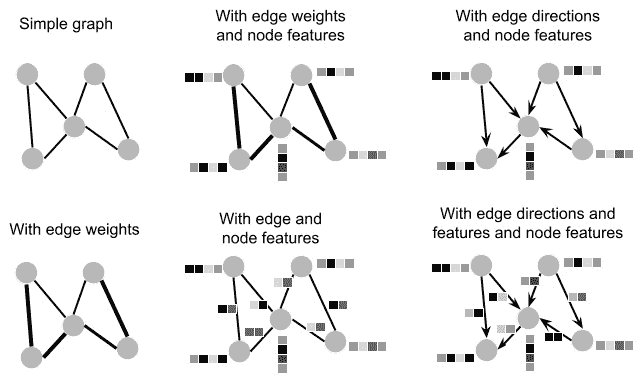 Simple graph
With edge weights
and node features
With edge directions
and node features
With edge weights
With edge and
node features
With edge directions and
features and node features